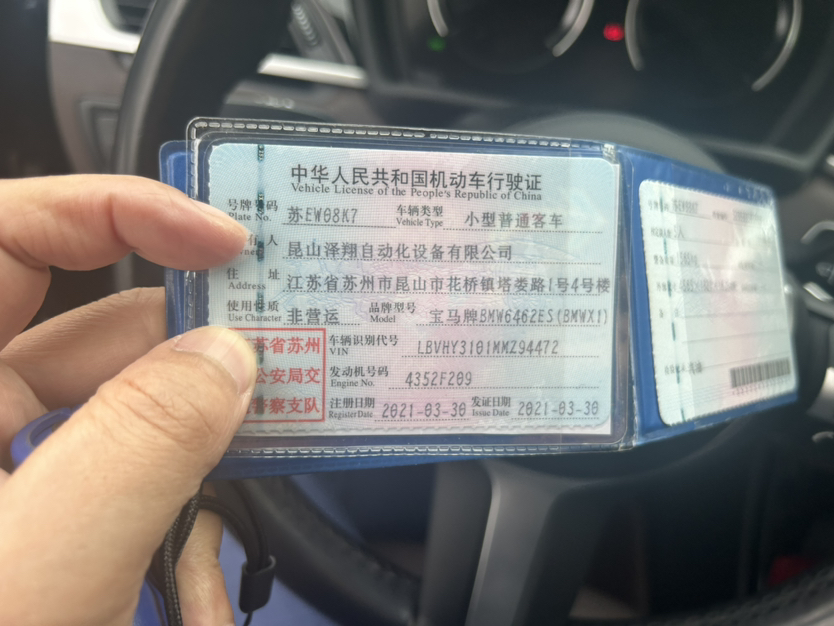 中华人民共和国机动车行驶证
Vehicle License of the People's Republic of China
号牌号码 苏EW08K7 车辆类型 小型普通客车
Plate No. Vehicle Type
人 昆山泽翔自动化设备有限公司
住 址 江苏省苏州市昆山市花桥镇塔娄路1号4号楼
Address
使用性质 非营运 品牌型号 宝马牌BMW6462ES(BMWX1)
Use Character Model
苏省苏州 车辆识别代号 LBVHY3101MMZ94472
VIN
公安局交 发动机号码 4352F209
Engine No.
警察支队 注册日期 2021-03-30 发证日期 2021-03-30
Register Date Issue Date